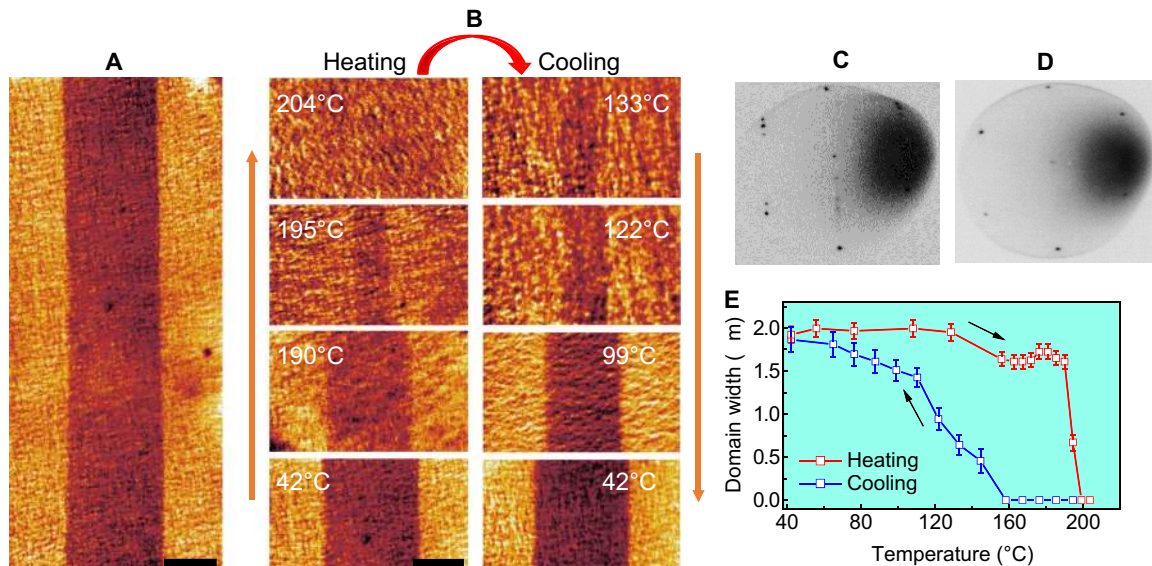 A
B
Heating
Cooling
204°C
133°C
195°C
122°C
190°C
99°C
42°C
42°C
C
D
E
Domain width ( m)
2.0
1.5
1.0
0.5
0.0
Heating
Cooling
40
80
120
160
200
Temperature (°C)